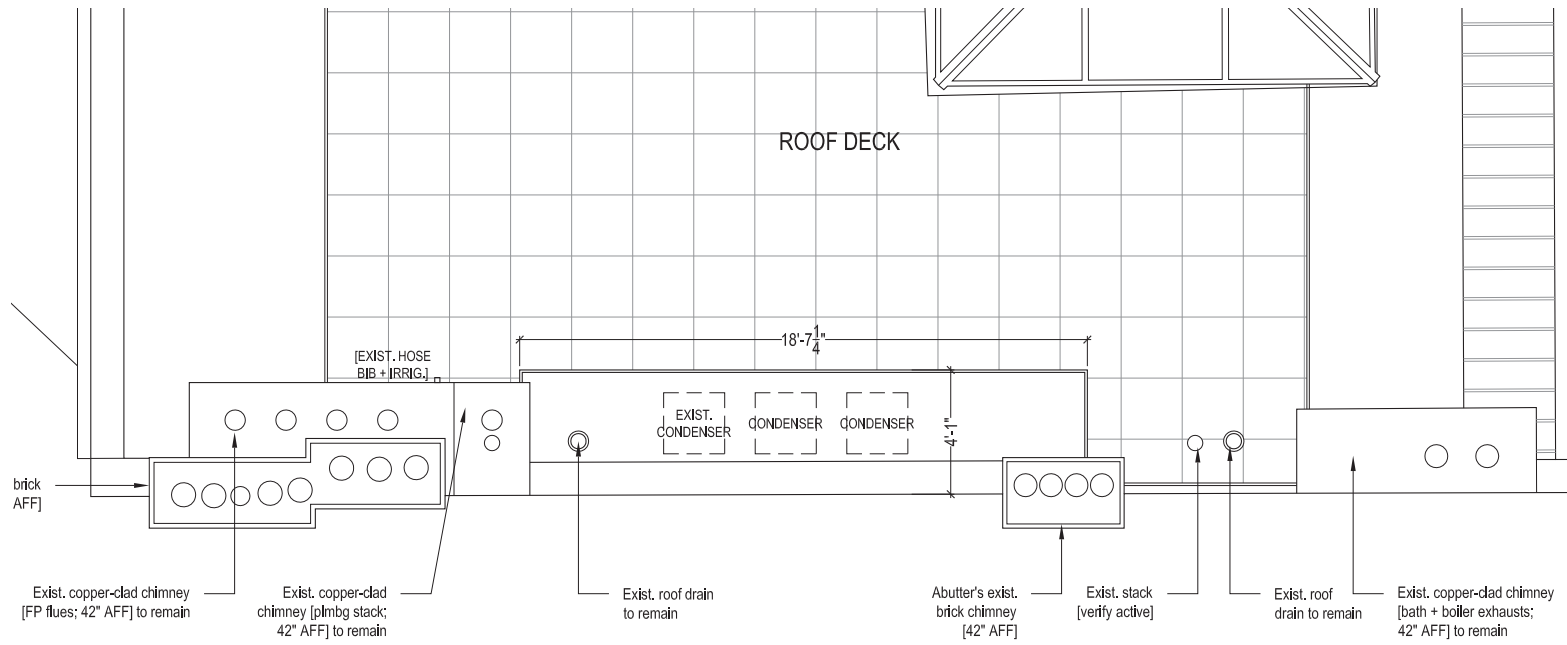 ROOF DECK
18'-7 1/4"
[EXIST. HOSE
BIB + IRRIG.]
EXIST.
CONDENSER
CONDENSER
CONDENSER
4'-1"
brick
AFF]
Exist. copper-clad chimney
[FP flues; 42" AFF] to remain
Exist. copper-clad
chimney [plmbg stack;
42" AFF] to remain
Exist. roof drain
to remain
Abutter's exist.
brick chimney
[42" AFF]
Exist. stack
[verify active]
Exist. roof
drain to remain
Exist. copper-clad chimney
[bath + boiler exhausts;
42" AFF] to remain